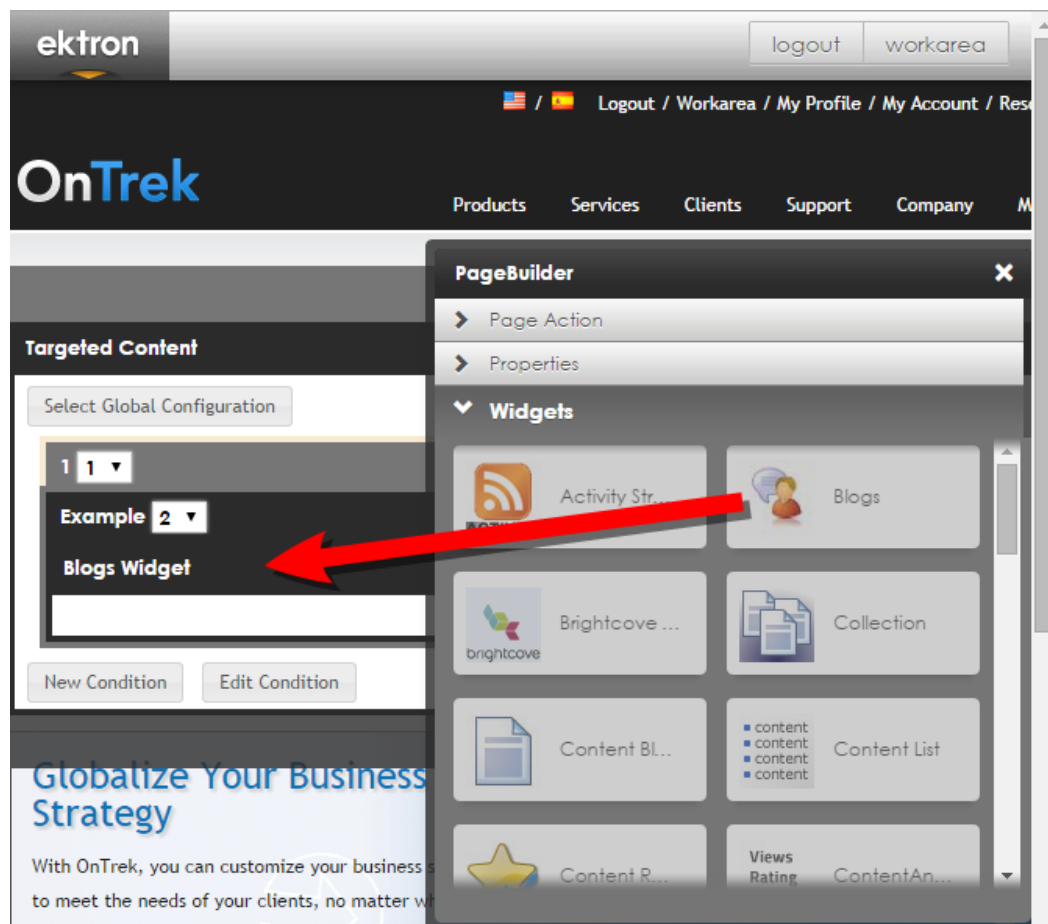 ektron
logout workarea
/ Logout / Workarea / My Profile / My Account /
OnTrek
Products Services Clients Support Company
PageBuilder
Page Action
Targeted Content
Properties
Select Global Configuration
Widgets
1 1
Activity Str...
Blogs
Example 2
Blogs Widget
Brightcove ...
brightcove
Collection
New Condition Edit Condition
Content Bl...
content
content
content
content
Content List
Globalize Your Business
Strategy
With OnTrek, you can customize your business
to meet the needs of your clients, no matter
Content R...
Views
Rating
ContentAn...